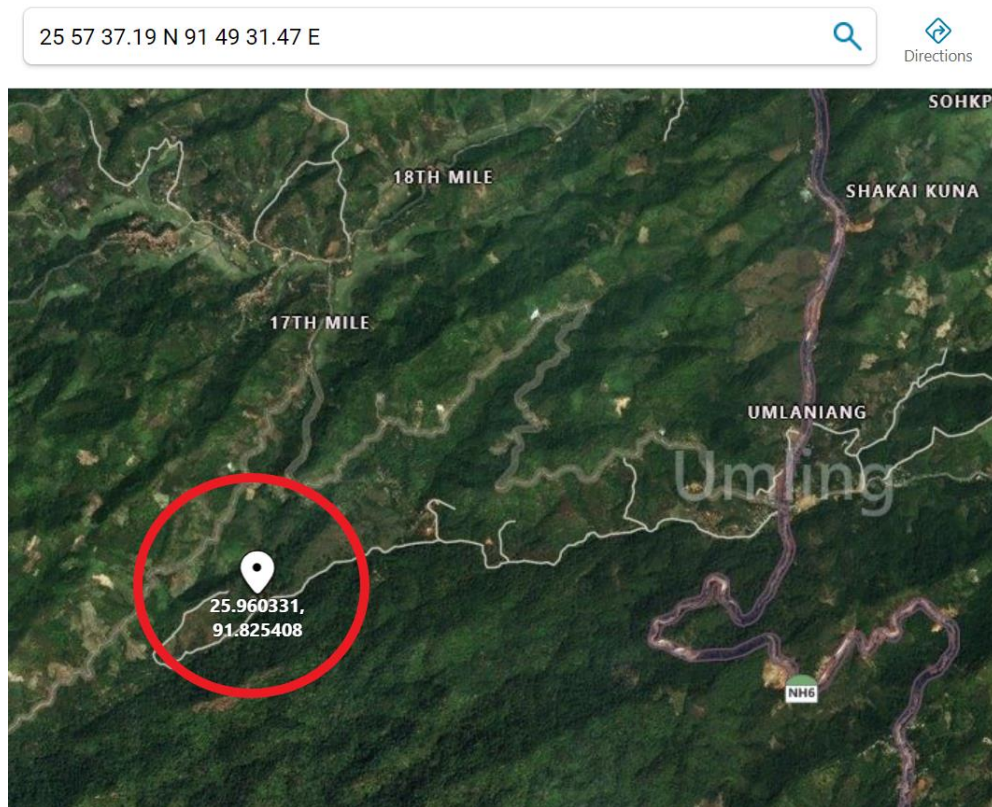 25 57 37.19 N 91 49 31.47 E
Directions
SOHKP
18TH MILE
SHAKAI KUNA
17TH MILE
UMLANIANG
Umling
25.960331,
91.825408
NH6